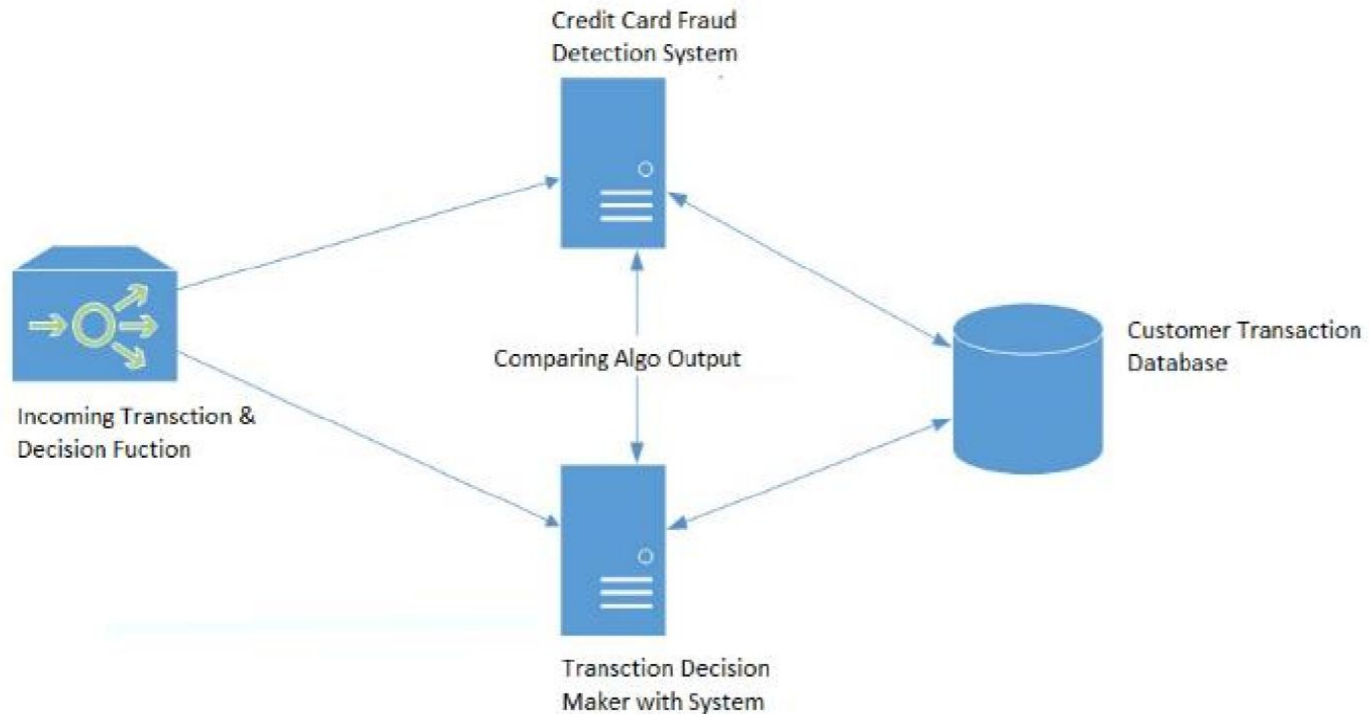 Credit Card Fraud
Detection System
Incoming Transction &
Decision Fuction
Comparing Algo Output
Customer Transaction
Database
Transction Decision
Maker with System